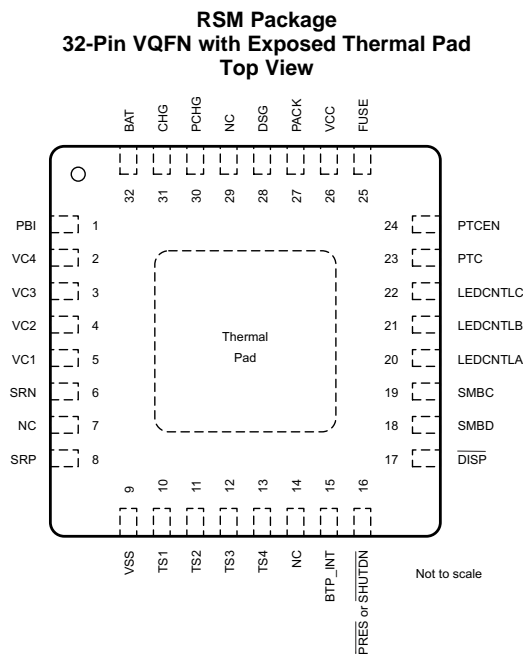 RSM Package
32-Pin VQFN with Exposed Thermal Pad
Top View
BAT
CHG
PCHG
NC
DSG
PACK
VCC
FUSE
32
31
30
29
28
27
26
25
PBI 1
VC4 2
VC3 3
VC2 4
VC1 5
SRN 6
NC 7
SRP 8
Thermal
Pad
24 PTCEN
23 PTC
22 LEDCNTLC
21 LEDCNTLB
20 LEDCNTLA
19 SMBC
18 SMBD
17 DISP
9
10
11
12
13
14
15
16
VSS
TS1
TS2
TS3
TS4
NC
BTP_INT
PRES or SHUTDN
Not to scale